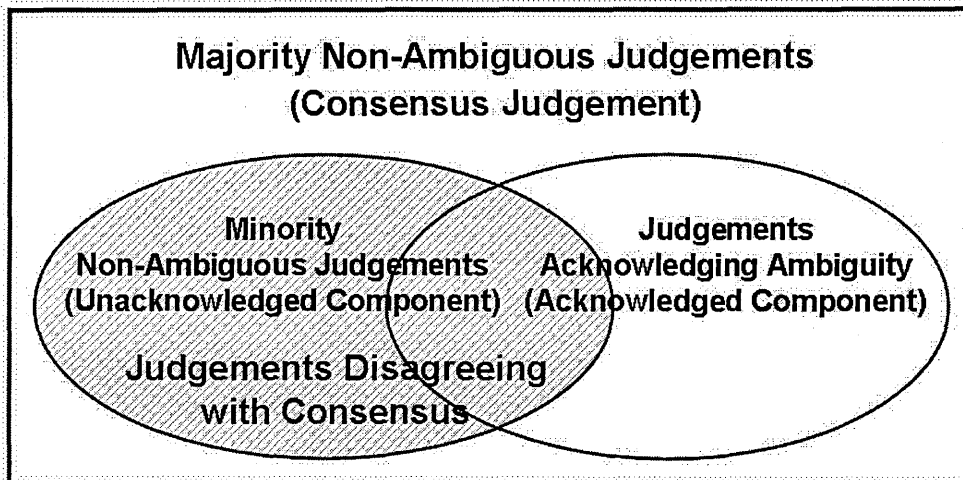 Majority Non-Ambiguous Judgements
(Consensus Judgement)
Minority
Non-Ambiguous Judgements
(Unacknowledged Component)
Judgements Disagreeing
with Consensus
Judgements
Acknowledging Ambiguity
(Acknowledged Component)